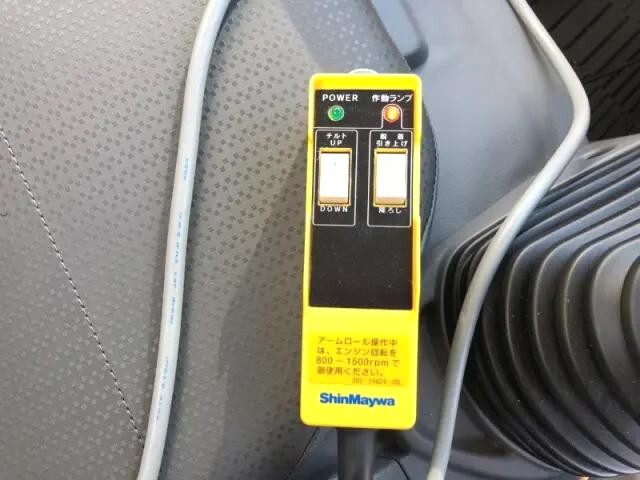 POWER 作動ランプ
チルト
UP
DOWN
脱着
引き上げ
降ろし
アームロール操作中
は、エンジン回転を
800～1500rpmで
御使用ください。
ShinMaywa